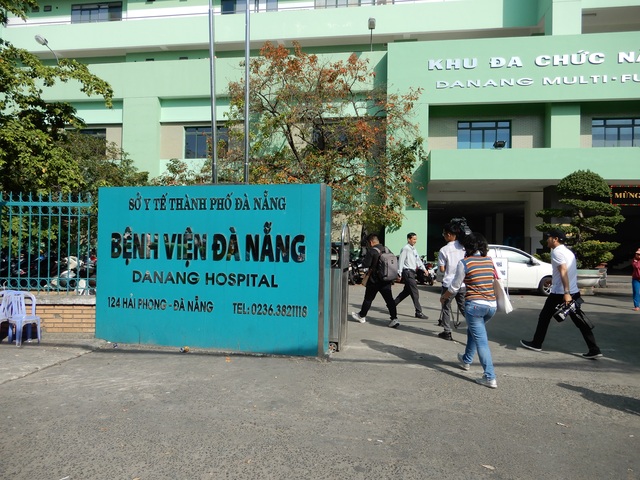 SỞ Y TẾ THÀNH PHỐ ĐÀ NẴNG
BỆNH VIỆN ĐÀ NẴNG
DANANG HOSPITAL
124 HẢI PHÒNG - ĐÀ NẴNG TEL: 0236.3821118
KHU ĐA CHỨC NĂ
DANANG MULTI-FU
MỪNG